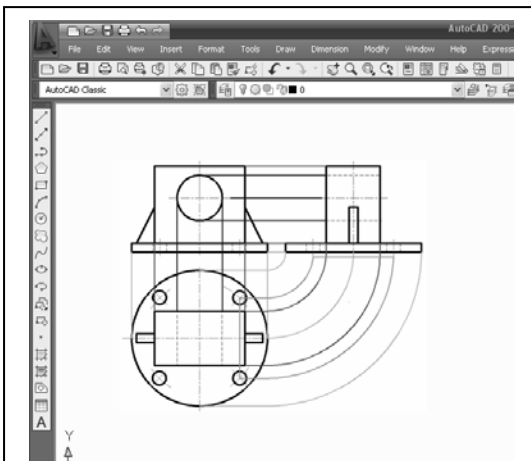 AutoCAD 200
File Edit View Insert Format Tools Draw Dimension Modify Window Help Express
AutoCAD Classic 0
A
Y